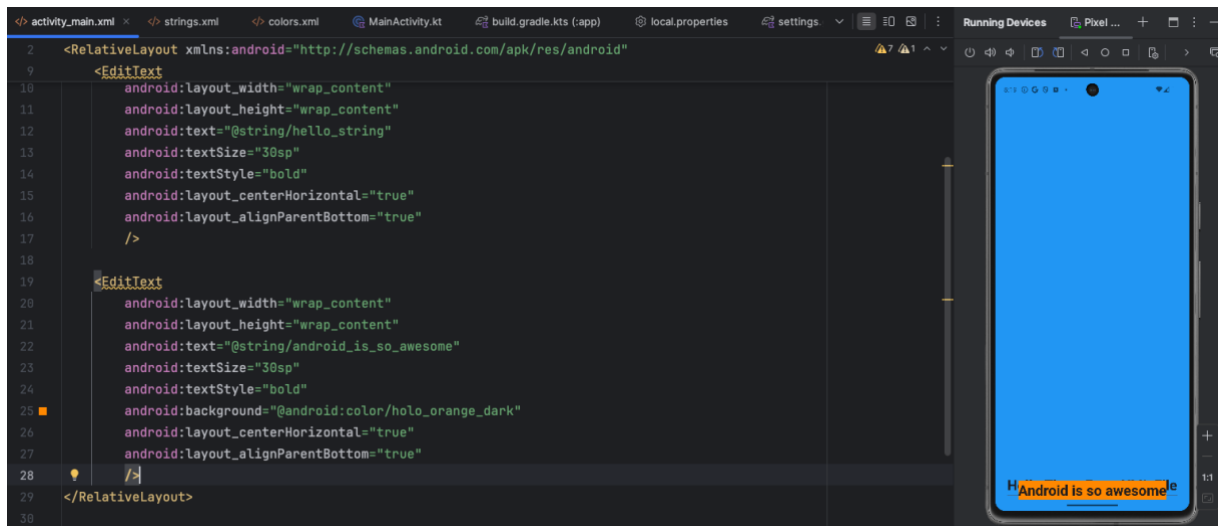 activity_main.xml
strings.xml
colors.xml
MainActivity.kt
build.gradle.kts (:app)
local.properties
settings.
Running Devices
Pixel ...
7
1
2 <RelativeLayout xmlns:android="http://schemas.android.com/apk/res/android"
9 <EditText
10 android:layout_width="wrap_content"
11 android:layout_height="wrap_content"
12 android:text="@string/hello_string"
13 android:textSize="30sp"
14 android:textStyle="bold"
15 android:layout_centerHorizontal="true"
16 android:layout_alignParentBottom="true"
17 />
18
19 <EditText
20 android:layout_width="wrap_content"
21 android:layout_height="wrap_content"
22 android:text="@string/android_is_so_awesome"
23 android:textSize="30sp"
24 android:textStyle="bold"
25 android:background="@android:color/holo_orange_dark"
26 android:layout_centerHorizontal="true"
27 android:layout_alignParentBottom="true"
28 />
29 </RelativeLayout>
30
1:1
Android is so awesome